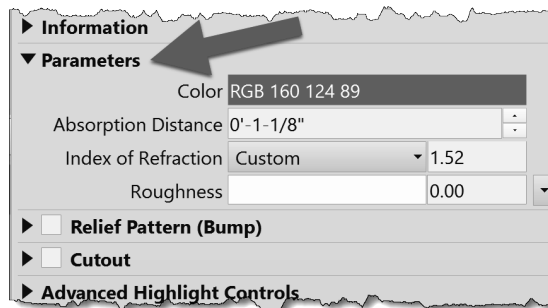 Information
Parameters
Color RGB 160 124 89
Absorption Distance 0'-1-1/8"
Index of Refraction Custom 1.52
Roughness 0.00
Relief Pattern (Bump)
Cutout
Advanced Highlight Controls